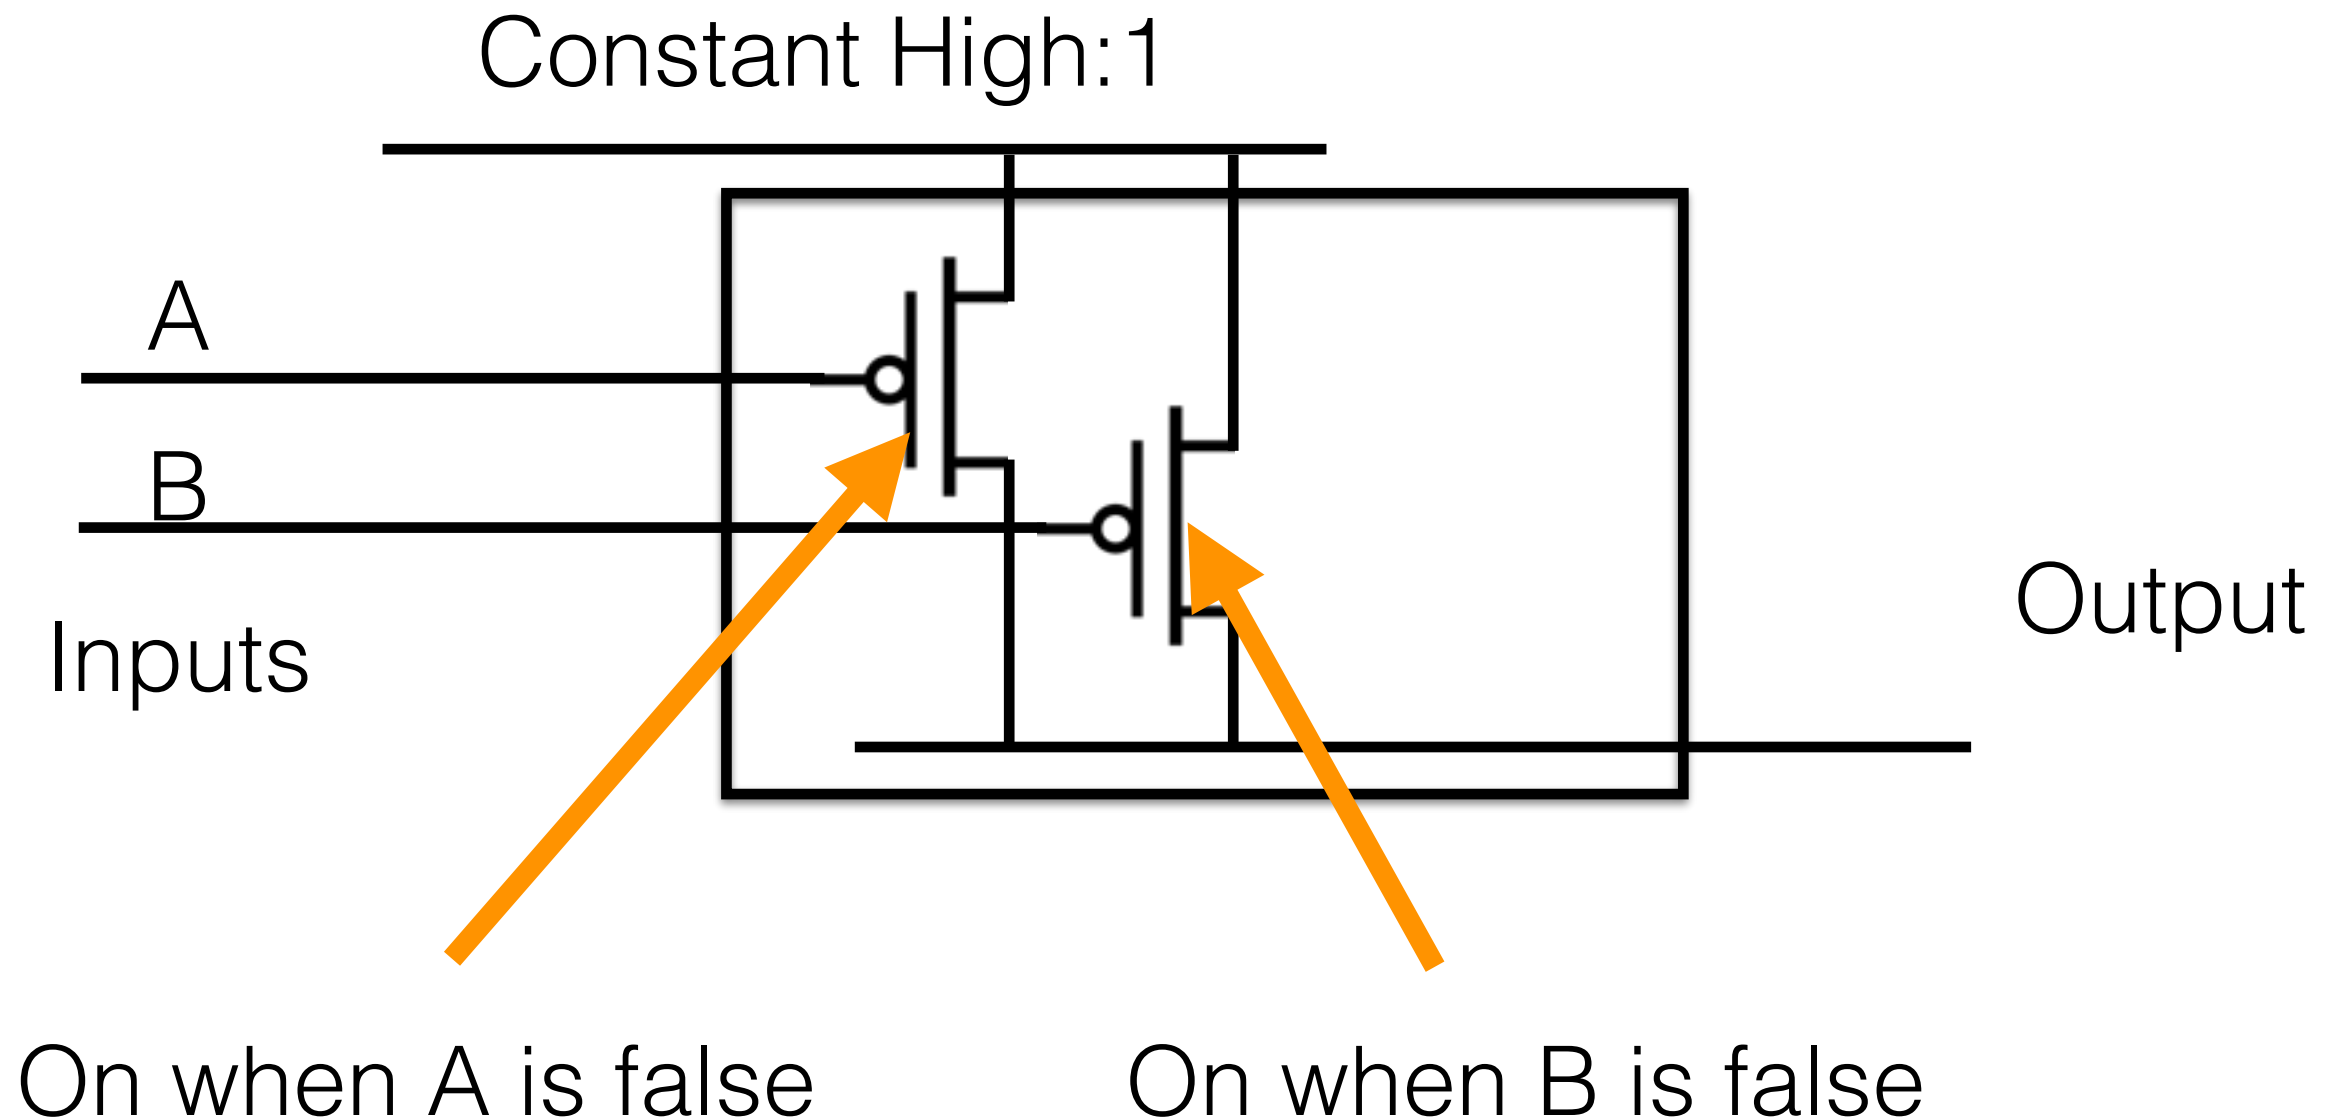 Constant High:1
A
B
Inputs
Output
On when A is false
On when B is false